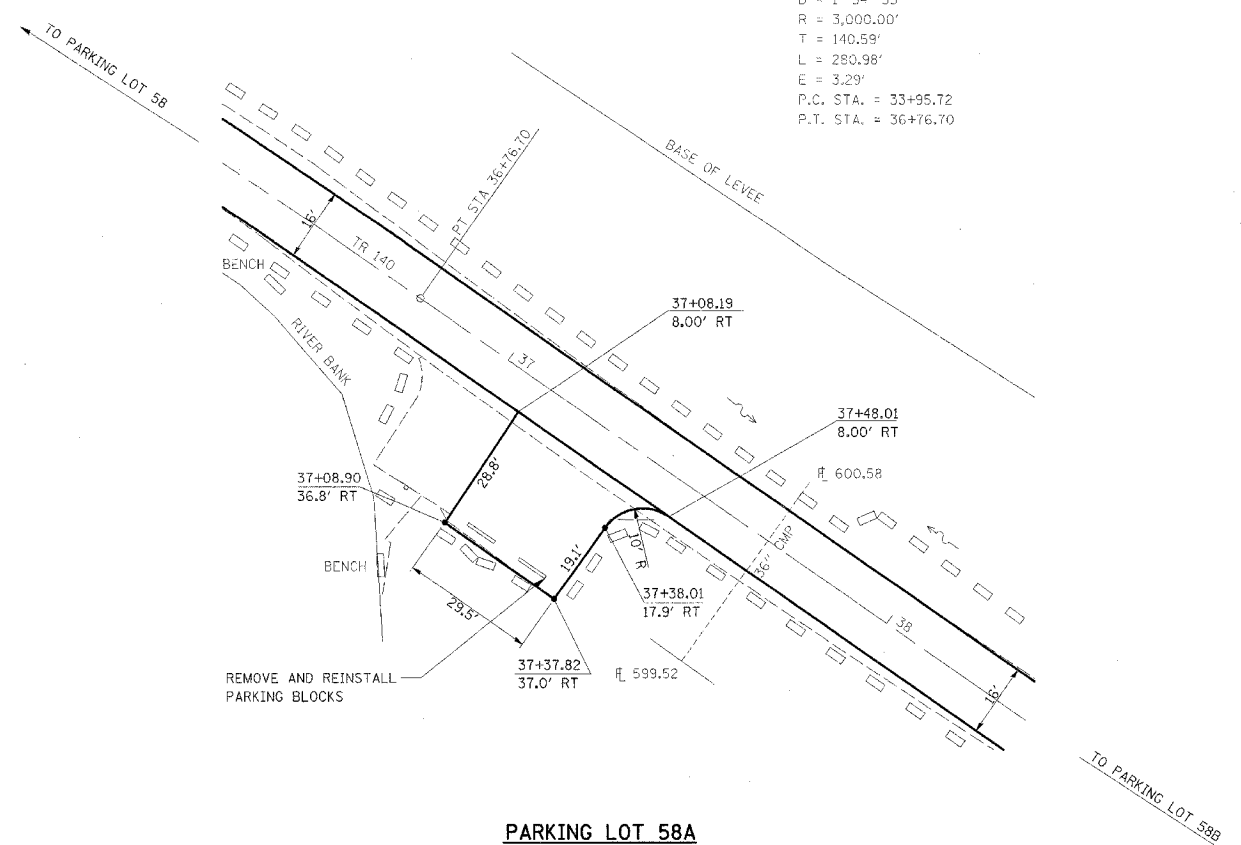 R = 3,000.00'
T = 140.59'
L = 280.98'
E = 3.29'
P.C. STA. = 33+95.72
P.T. STA. = 36+76.70
TO PARKING LOT 58
BASE OF LEVEE
PT STA 36+76.70
16'
TR 140
BENCH
RIVER BANK
37+08.19
8.00' RT
37
37+48.01
8.00' RT
37+08.90
36.8' RT
28.8'
FL 600.58
36" CMP
10' R
19.1'
BENCH
29.5'
37+38.01
17.9' RT
38
37+37.82
37.0' RT
FL 599.52
REMOVE AND REINSTALL
PARKING BLOCKS
16'
TO PARKING LOT 58B
PARKING LOT 58A